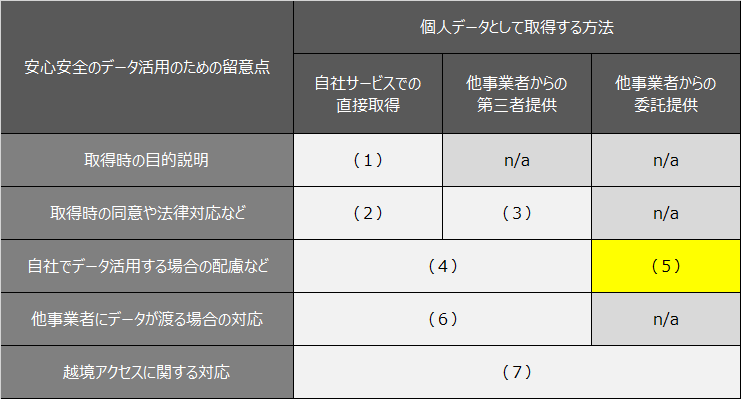 安心安全のデータ活用のための留意点
個人データとして取得する方法
自社サービスでの
直接取得
他事業者からの
第三者提供
他事業者からの
委託提供
取得時の目的説明
（1）
n/a
n/a
取得時の同意や法律対応など
（2）
（3）
n/a
自社でデータ活用する場合の配慮など
（4）
（5）
他事業者にデータが渡る場合の対応
（6）
n/a
越境アクセスに関する対応
（7）